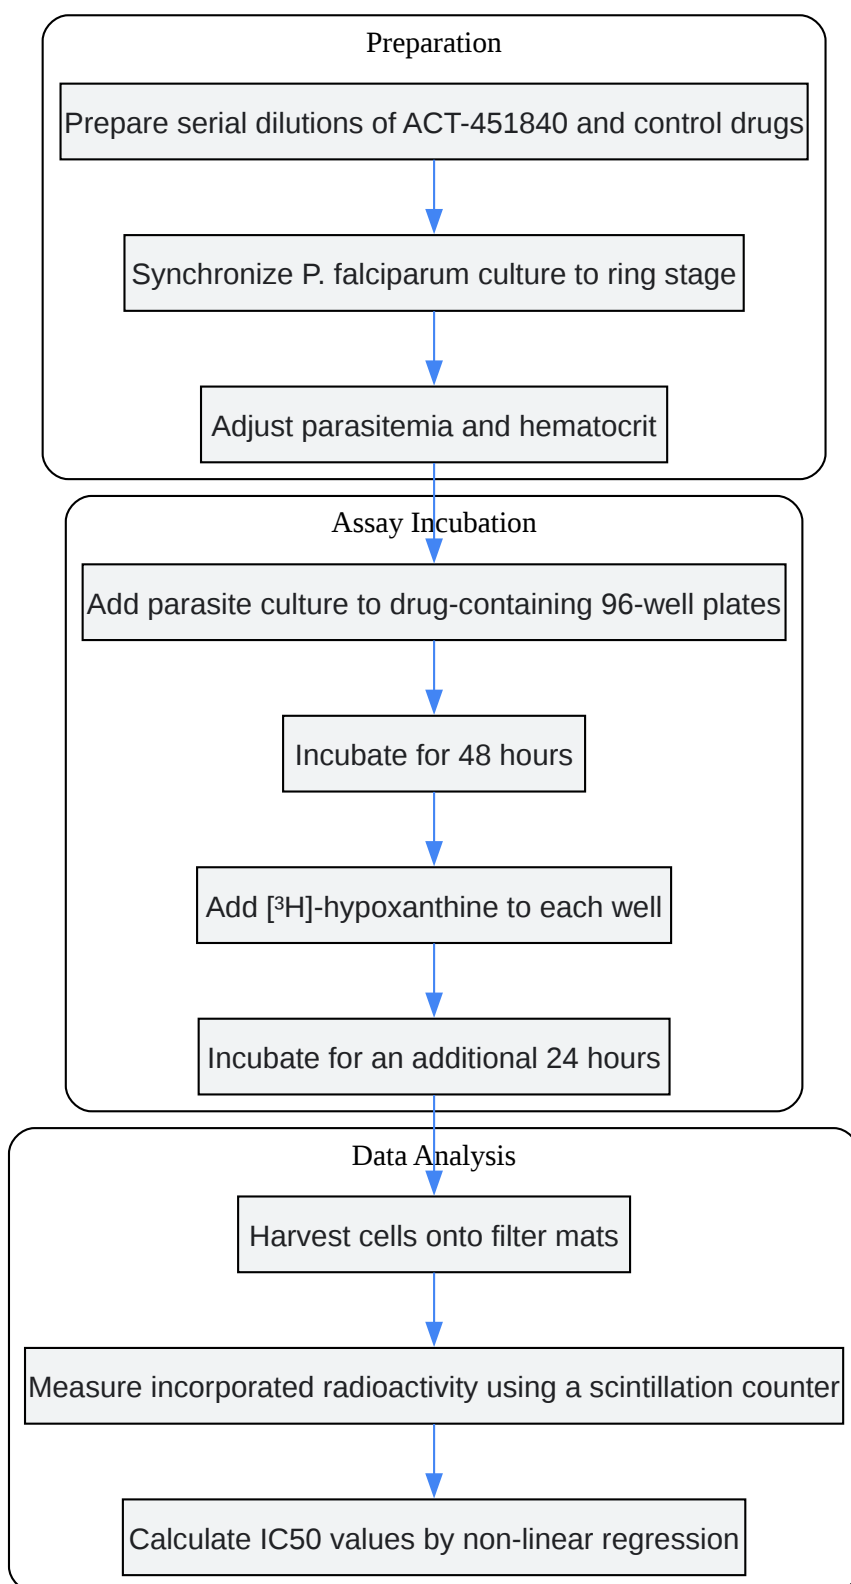 Preparation
Prepare serial dilutions of ACT-451840 and control drugs
Synchronize P. falciparum culture to ring stage
Adjust parasitemia and hematocrit
Assay Incubation
Add parasite culture to drug-containing 96-well plates
Incubate for 48 hours
Add [³H]-hypoxanthine to each well
Incubate for an additional 24 hours
Data Analysis
Harvest cells onto filter mats
Measure incorporated radioactivity using a scintillation counter
Calculate IC50 values by non-linear regression